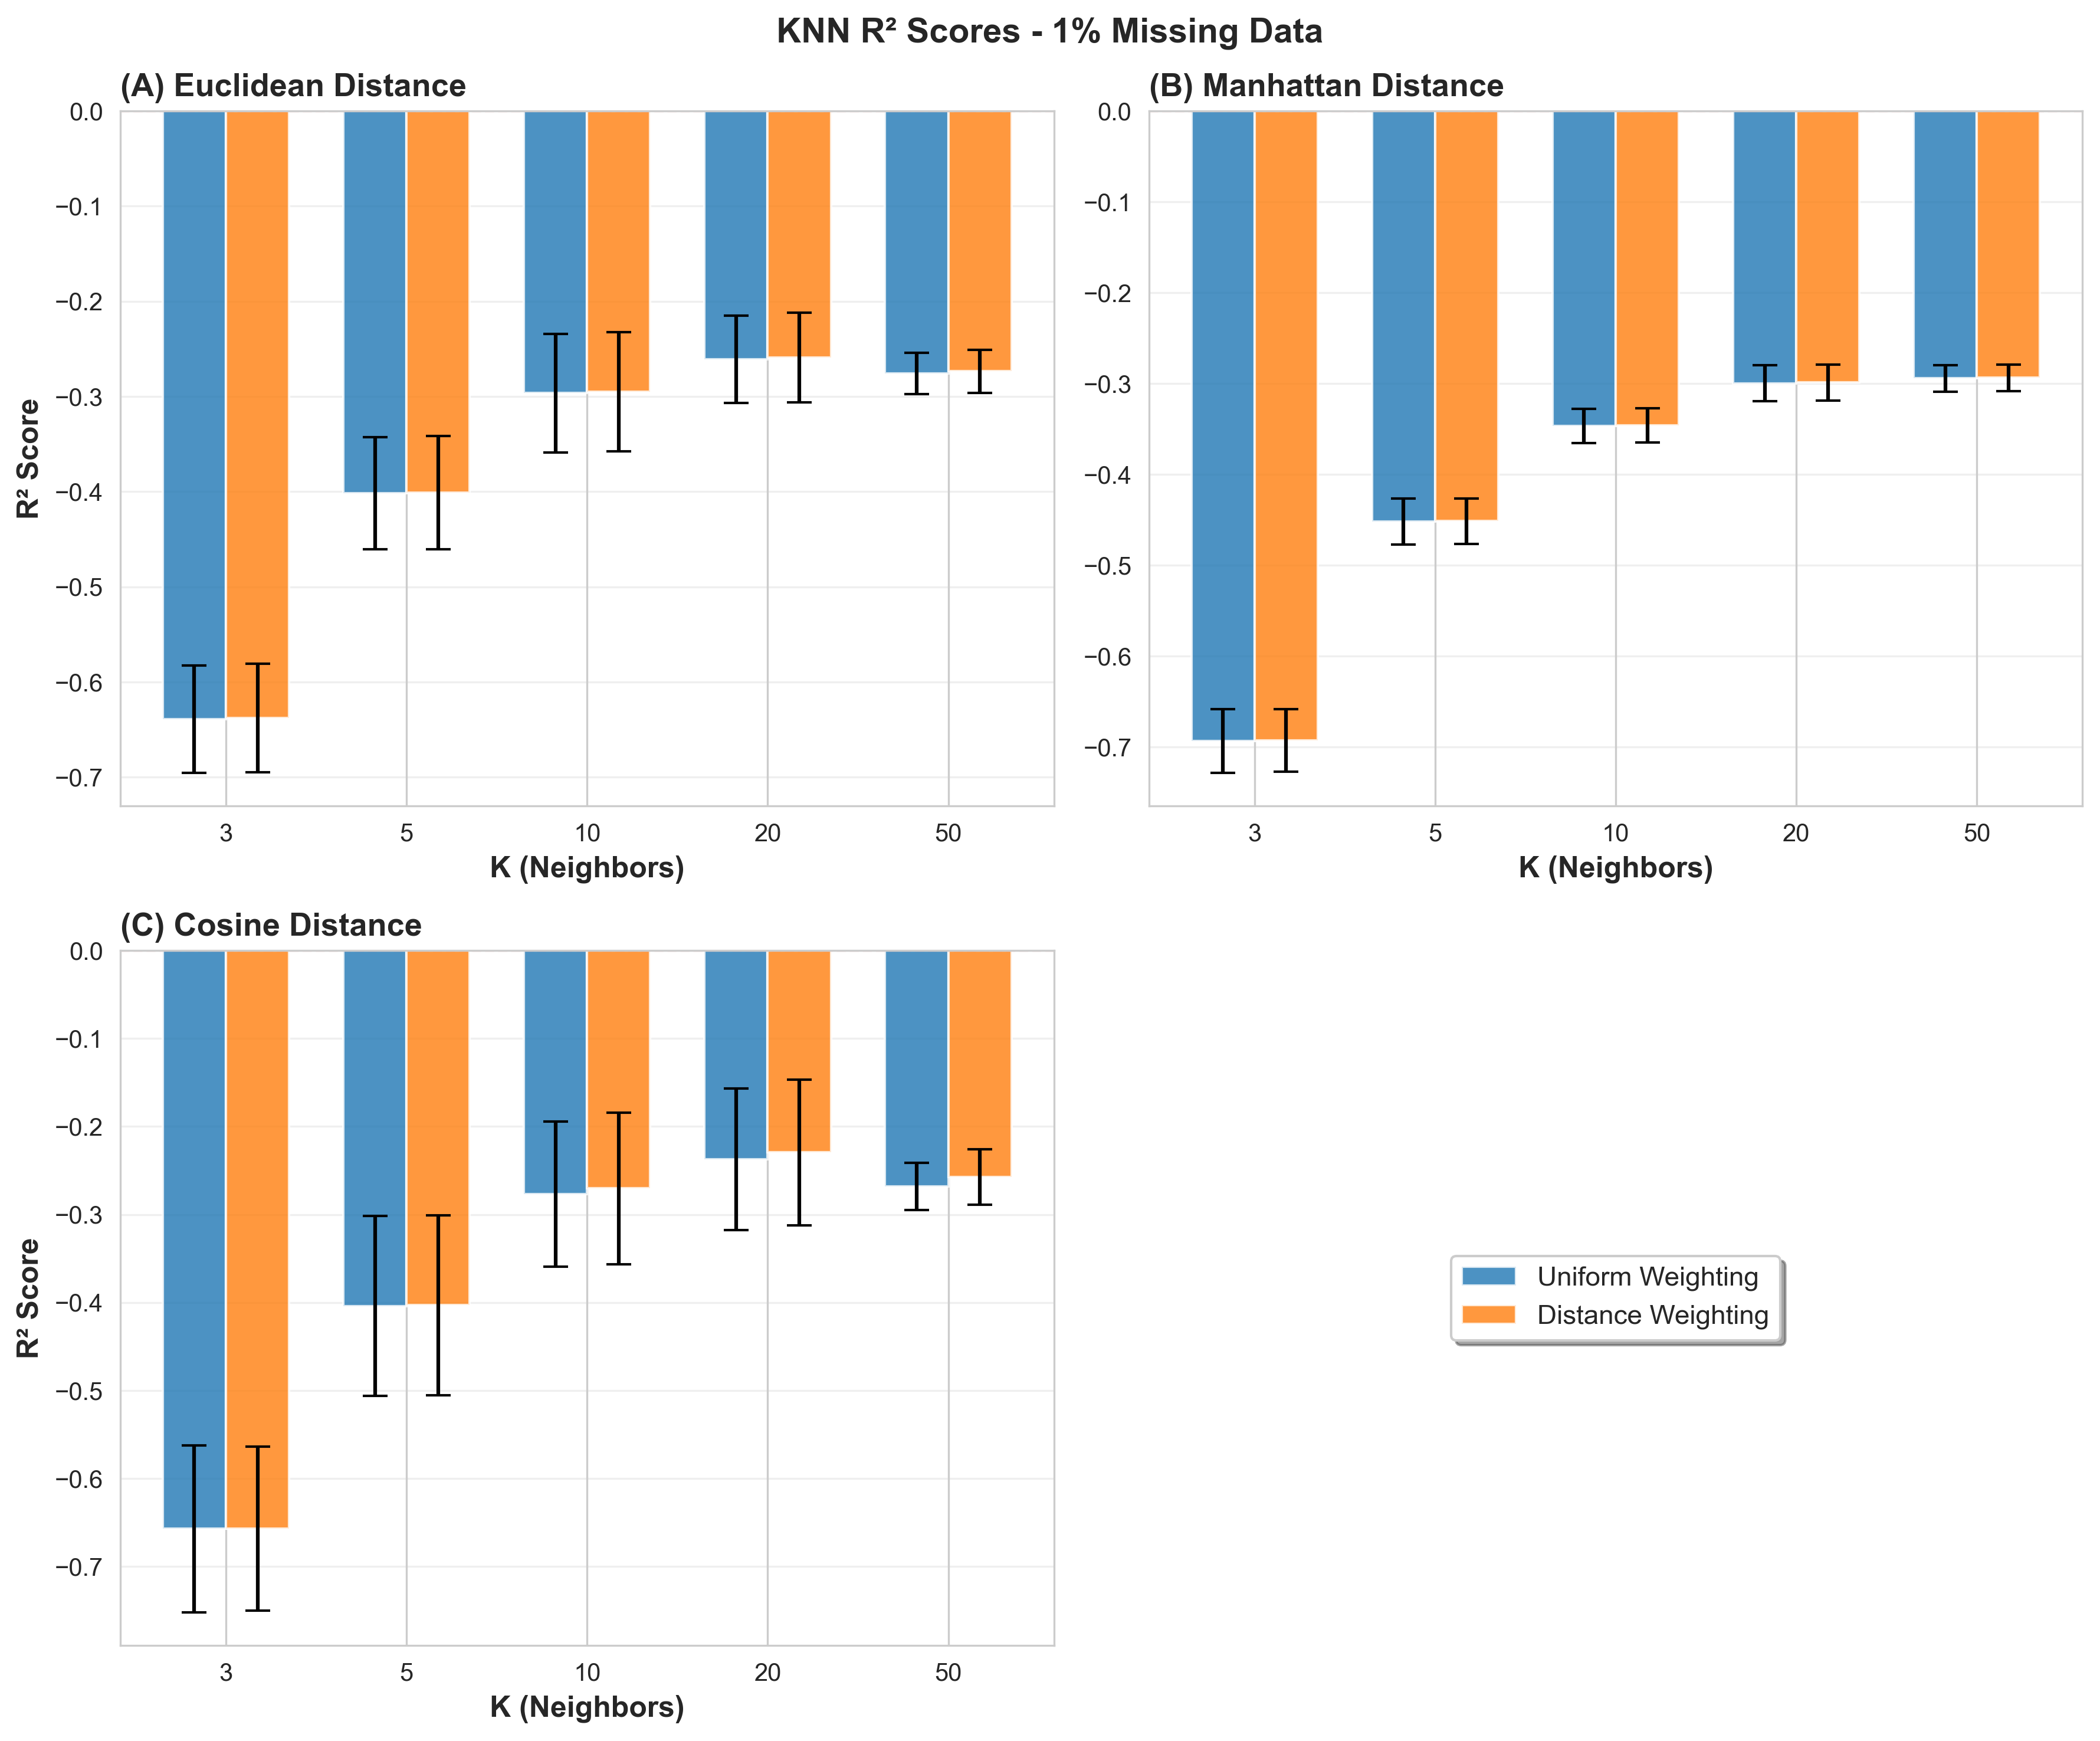 KNN R² Scores - 1% Missing Data
(A) Euclidean Distance
0.0
−0.1
−0.2
−0.3
−0.4
−0.5
−0.6
−0.7
R² Score
3 5 10 20 50
K (Neighbors)
(B) Manhattan Distance
0.0
−0.1
−0.2
−0.3
−0.4
−0.5
−0.6
−0.7
3 5 10 20 50
K (Neighbors)
(C) Cosine Distance
0.0
−0.1
−0.2
−0.3
−0.4
−0.5
−0.6
−0.7
R² Score
3 5 10 20 50
K (Neighbors)
Uniform Weighting
Distance Weighting